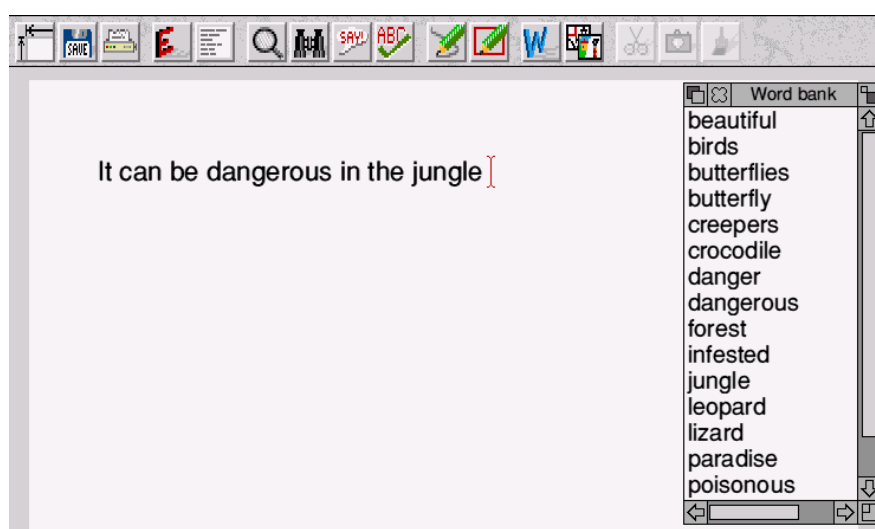 SAVE
SAY!
ABC
W
Word bank
It can be dangerous in the jungle
beautiful
birds
butterflies
butterfly
creepers
crocodile
danger
dangerous
forest
infested
jungle
leopard
lizard
paradise
poisonous